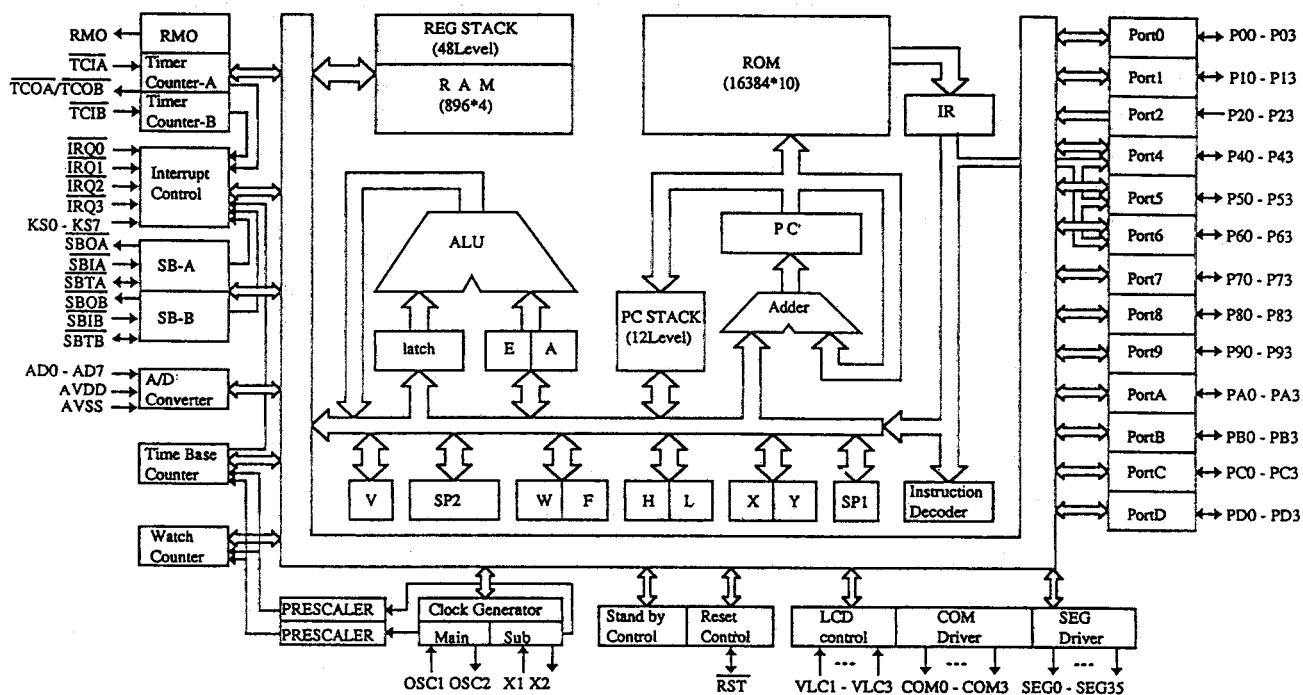 RMO
RMO
TCIA
Timer
Counter-A
TCOA/TCOB
Timer
Counter-B
TCIB
IRQ0
IRQ1
IRQ2
IRQ3
Interrupt
Control
KS0 - KS7
SBOA
SBIA
SBTA
SB-A
SBOB
SBIB
SBTB
SB-B
AD0 - AD7
AVDD
AVSS
A/D
Converter
Time Base
Counter
Watch
Counter
REG STACK
(48Level)
R A M
(896*4)
ROM
(16384*10)
IR
ALU
P C
Adder
PC STACK
(12Level)
latch
E
A
V
SP2
W
F
H
L
X
Y
SP1
Instruction
Decoder
Port0
P00 - P03
Port1
P10 - P13
Port2
P20 - P23
Port4
P40 - P43
Port5
P50 - P53
Port6
P60 - P63
Port7
P70 - P73
Port8
P80 - P83
Port9
P90 - P93
PortA
PA0 - PA3
PortB
PB0 - PB3
PortC
PC0 - PC3
PortD
PD0 - PD3
PRESCALER
PRESCALER
Clock Generator
Main
Sub
OSC1 OSC2
X1 X2
Stand by
Control
Reset
Control
RST
LCD
control
COM
Driver
SEG
Driver
VLC1 - VLC3
COM0 - COM3
SEG0 - SEG35